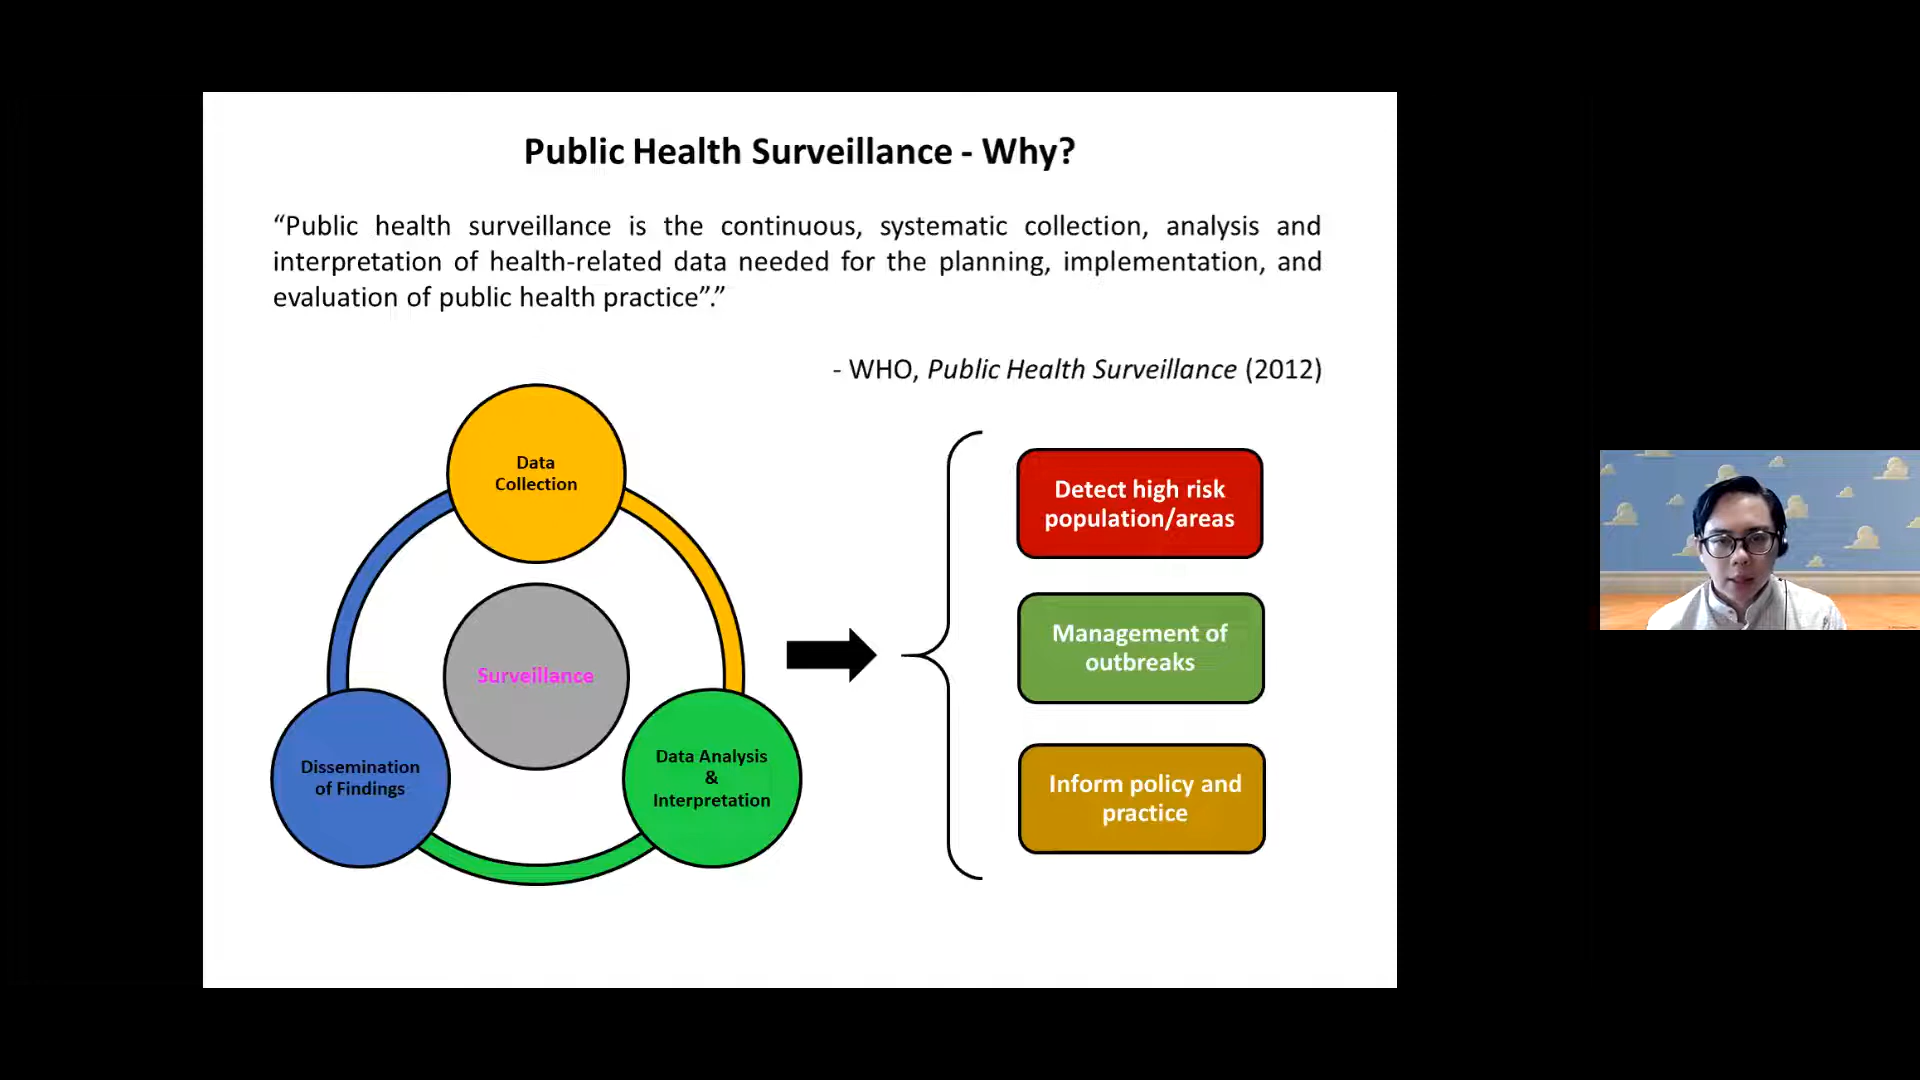 Public Health Surveillance - Why?
“Public health surveillance is the continuous, systematic collection, analysis and
interpretation of health-related data needed for the planning, implementation, and
evaluation of public health practice”.”
- WHO, Public Health Surveillance (2012)
Data
Collection
Surveillance
Dissemination
of Findings
Data Analysis
&
Interpretation
Detect high risk
population/areas
Management of
outbreaks
Inform policy and
practice